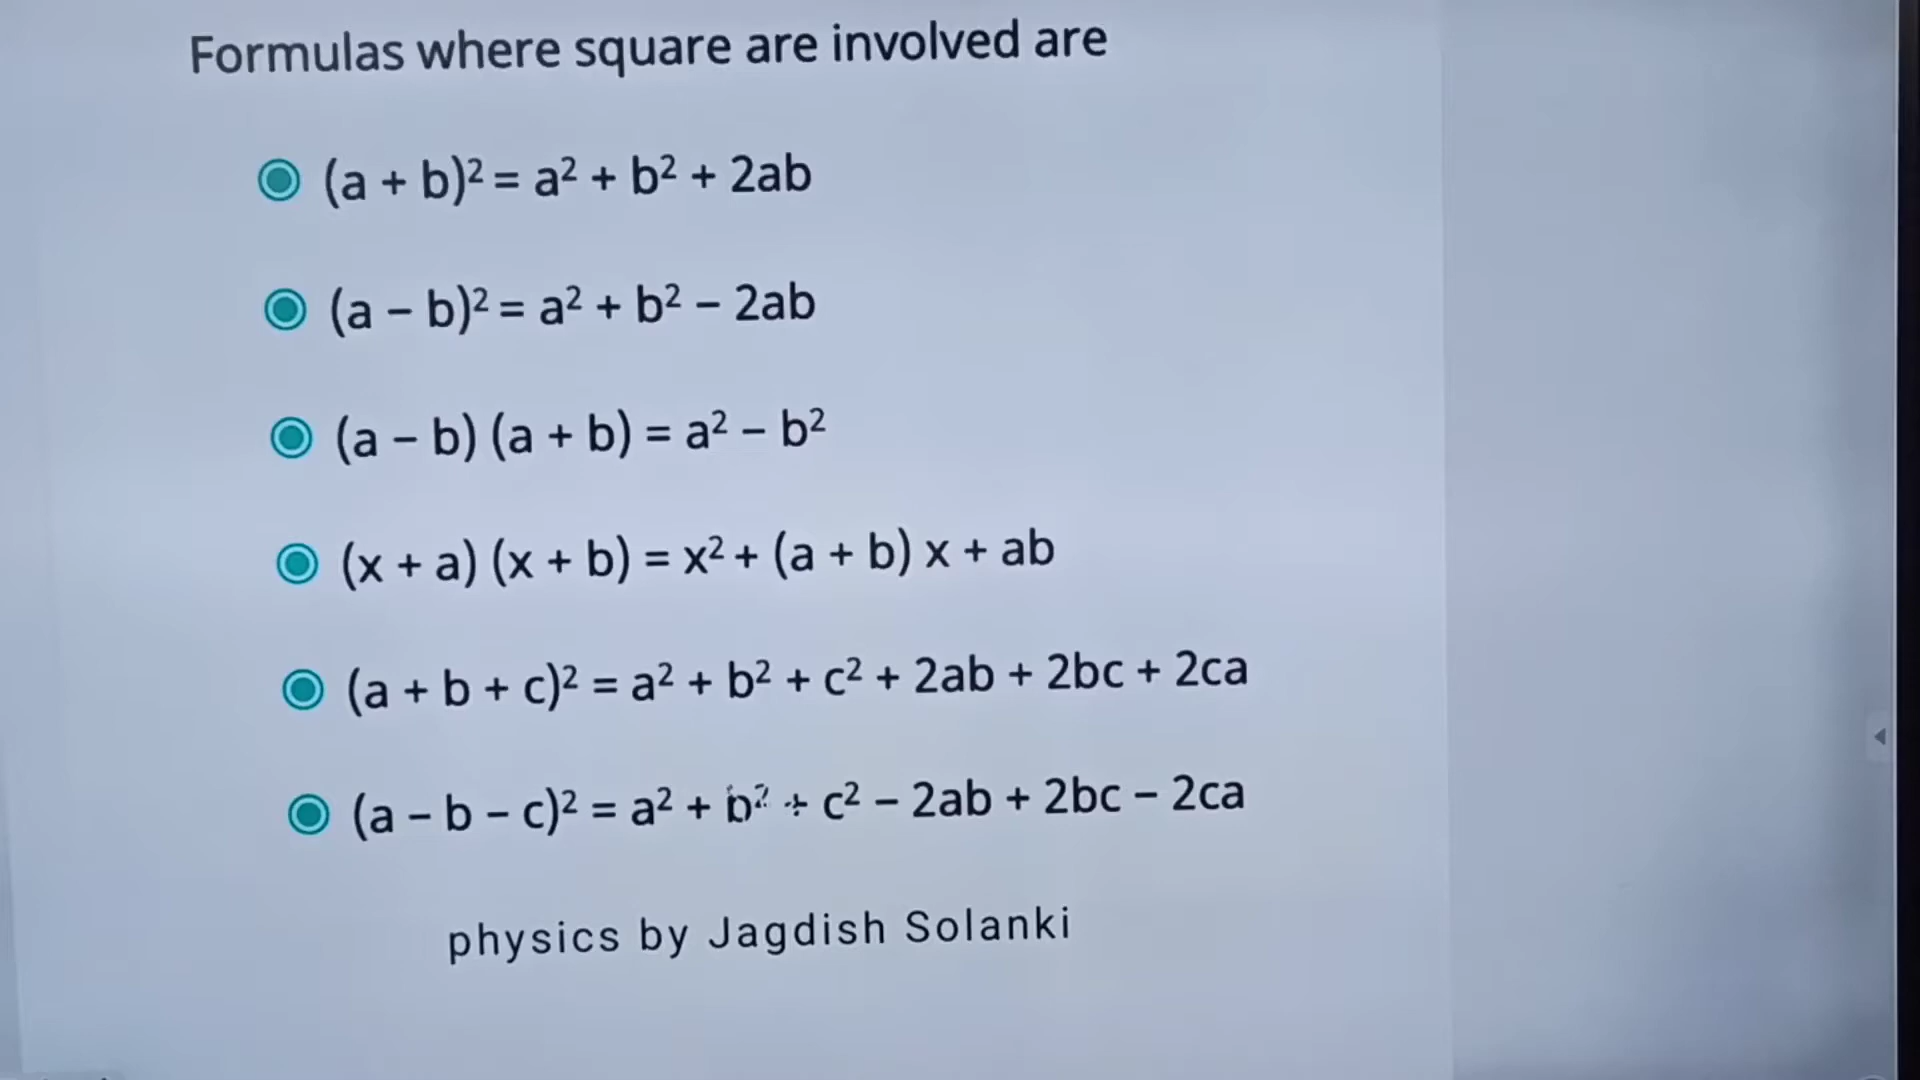 Formulas where square are involved are
(a + b)² = a² + b² + 2ab
(a – b)² = a² + b² – 2ab
(a – b) (a + b) = a² – b²
(x + a) (x + b) = x² + (a + b) x + ab
(a + b + c)² = a² + b² + c² + 2ab + 2bc + 2ca
(a – b – c)² = a² + b² + c² – 2ab + 2bc – 2ca
physics by Jagdish Solanki